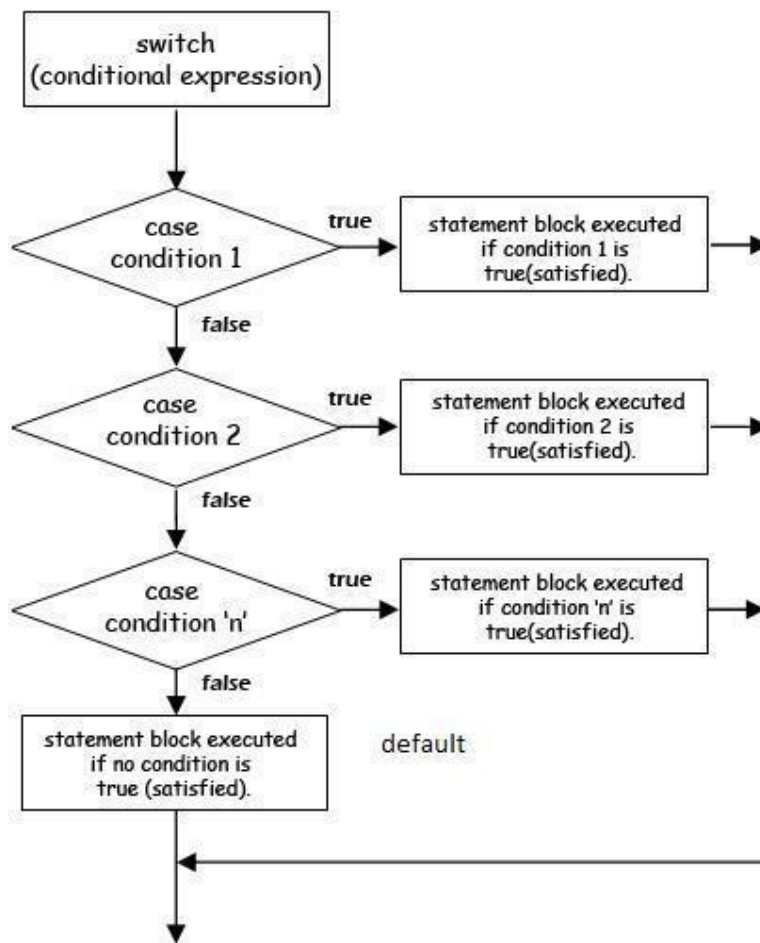 switch
(conditional expression)
case
condition 1
true
statement block executed
if condition 1 is
true(satisfied).
false
case
condition 2
true
statement block executed
if condition 2 is
true(satisfied).
false
case
condition 'n'
true
statement block executed
if condition 'n' is
true(satisfied).
false
statement block executed
if no condition is
true (satisfied).
default